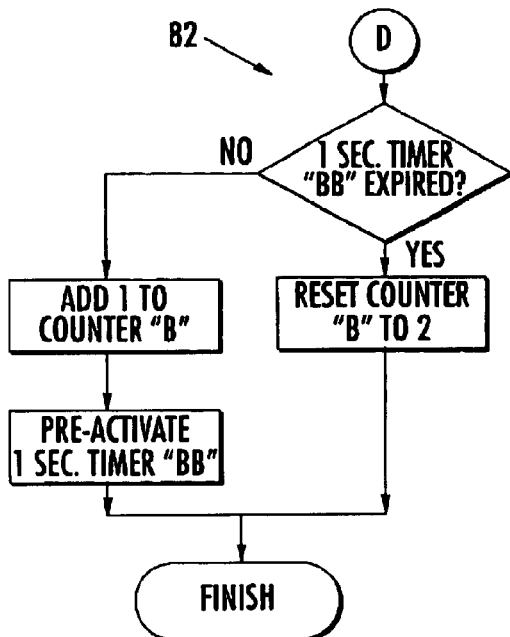 82
D
1 SEC. TIMER
"BB" EXPIRED?
NO
YES
ADD 1 TO
COUNTER "B"
RESET COUNTER
"B" TO 2
PRE-ACTIVATE
1 SEC. TIMER "BB"
FINISH